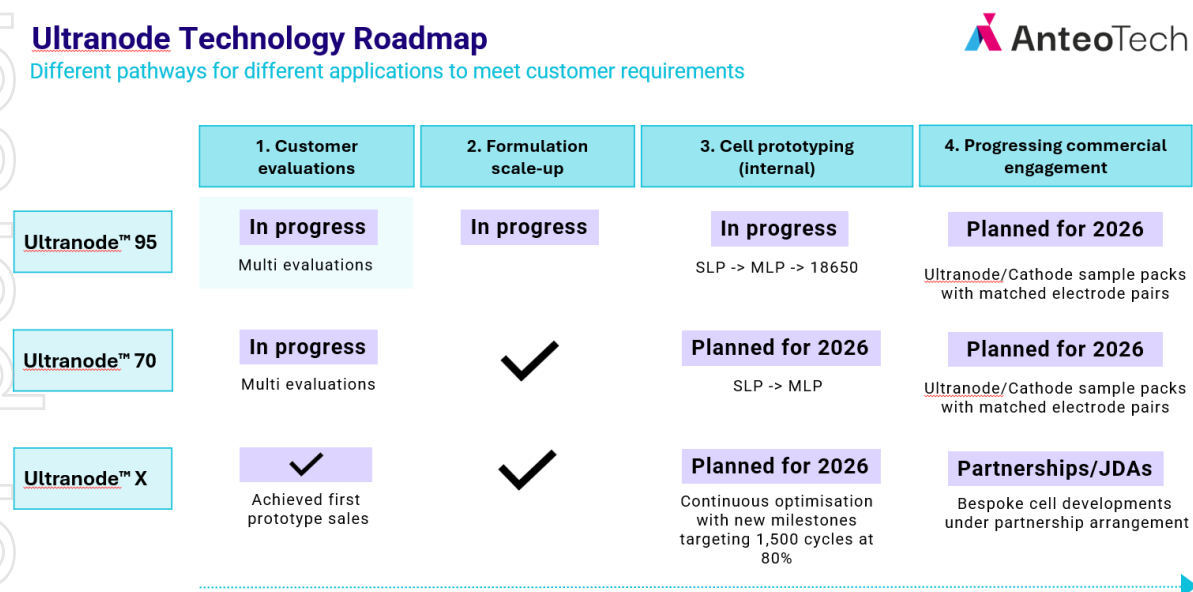 Ultranode Technology Roadmap
Different pathways for different applications to meet customer requirements
AnteoTech
1. Customer
evaluations
2. Formulation
scale-up
3. Cell prototyping
(internal)
4. Progressing commercial
engagement
Ultranode™ 95
In progress
Multi evaluations
In progress
In progress
SLP -> MLP -> 18650
Planned for 2026
Ultranode/Cathode sample packs
with matched electrode pairs
Ultranode™ 70
In progress
Multi evaluations
Planned for 2026
SLP -> MLP
Planned for 2026
Ultranode/Cathode sample packs
with matched electrode pairs
Ultranode™ X
Achieved first
prototype sales
Planned for 2026
Continuous optimisation
with new milestones
targeting 1,500 cycles at
80%
Partnerships/JDAs
Bespoke cell developments
under partnership arrangement